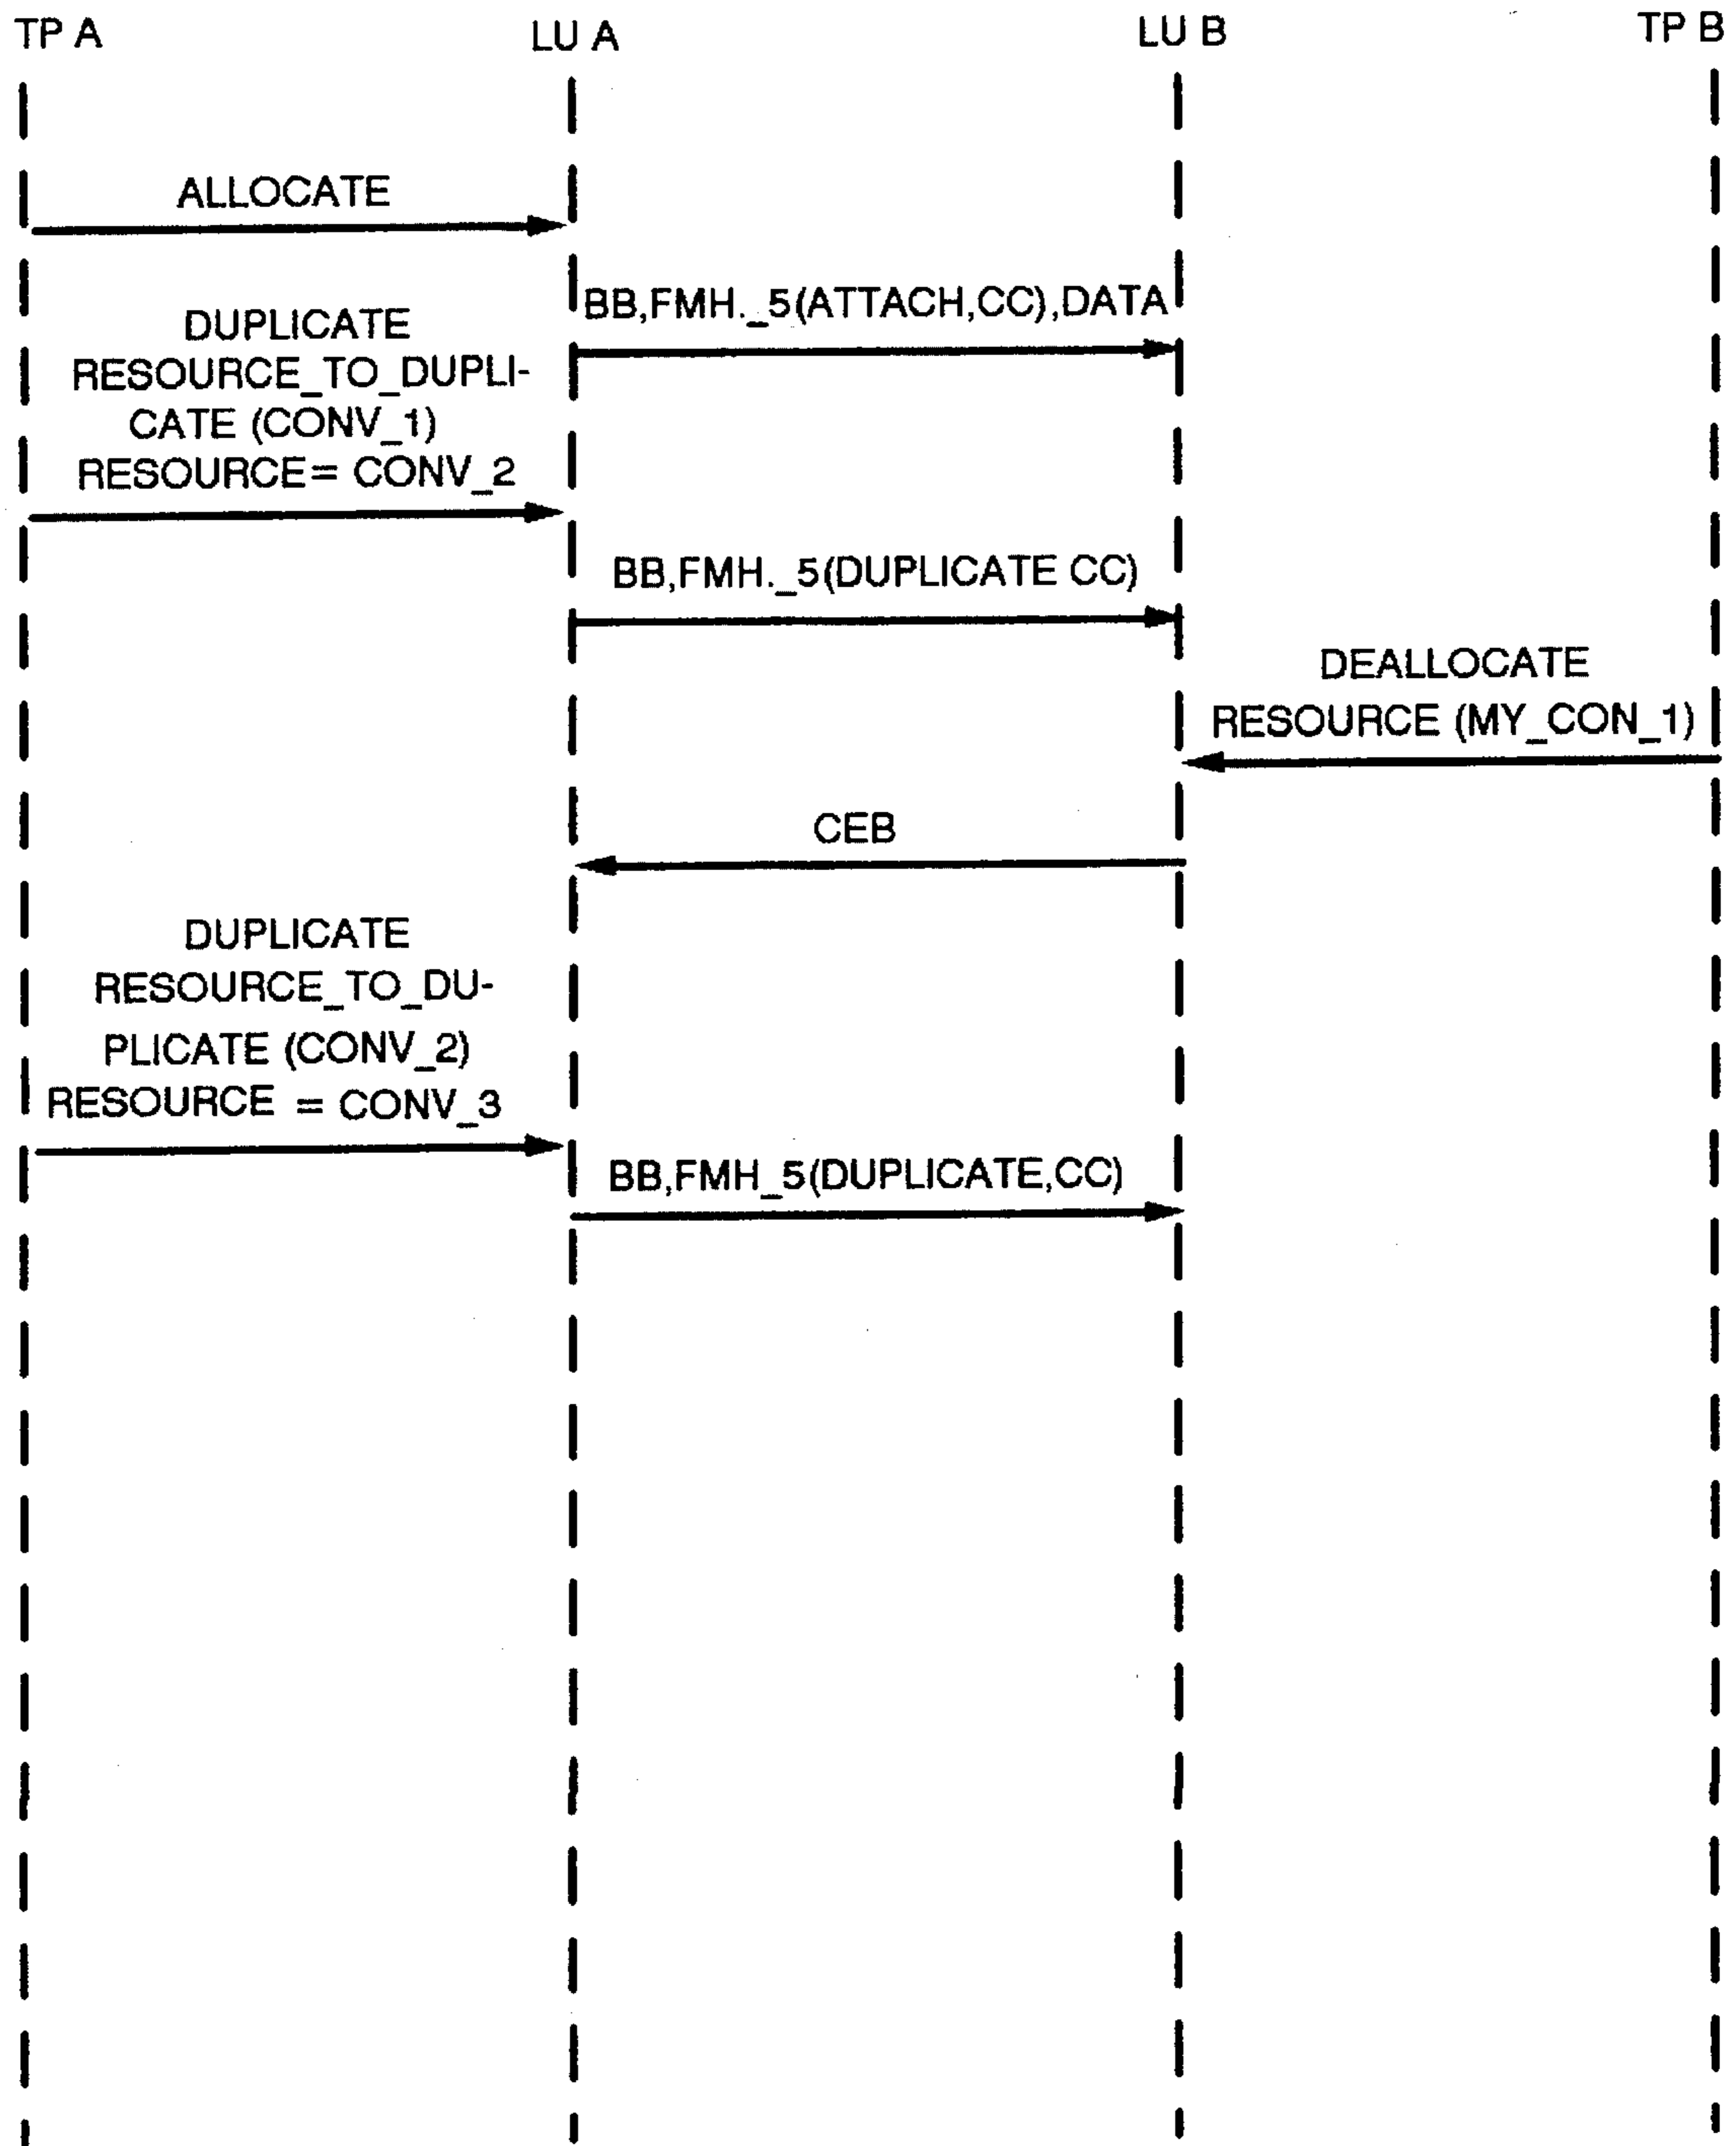 TP A
LU A
LU B
TP B
ALLOCATE
BB,FMH._5(ATTACH,CC),DATA
DUPLICATE
RESOURCE_TO_DUPLI-
CATE (CONV_1)
RESOURCE= CONV_2
BB,FMH._5(DUPLICATE CC)
DEALLOCATE
RESOURCE (MY_CON_1)
CEB
DUPLICATE
RESOURCE_TO_DU-
PLICATE (CONV_2)
RESOURCE = CONV_3
BB,FMH_5(DUPLICATE,CC)